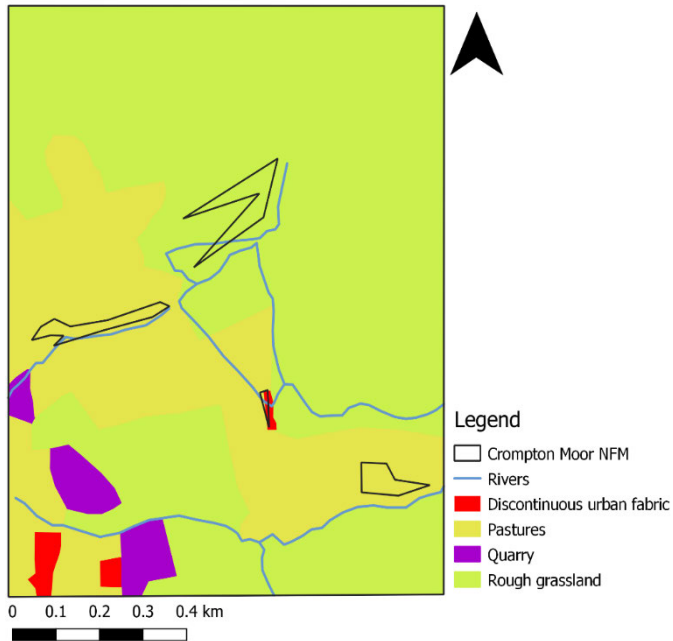 Legend
Crompton Moor NFM
Rivers
Discontinuous urban fabric
Pastures
Quarry
Rough grassland
0 0.1 0.2 0.3 0.4 km